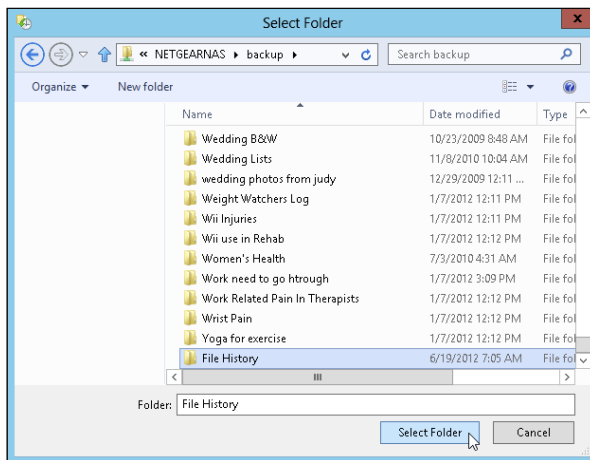 Select Folder
x
« NETGEARNAS backup Search backup
Organize New folder
Name Date modified Type
Wedding B&W 10/23/2009 8:48 AM File fol
Wedding Lists 11/8/2010 10:04 AM File fol
wedding photos from judy 12/29/2009 12:11 ... File fol
Weight Watchers Log 1/7/2012 12:11 PM File fol
Wii Injuries 1/7/2012 12:11 PM File fol
Wii use in Rehab 1/7/2012 12:12 PM File fol
Women's Health 7/3/2010 4:31 AM File fol
Work need to go htrough 1/7/2012 3:09 PM File fol
Work Related Pain In Therapists 1/7/2012 12:12 PM File fol
Wrist Pain 1/7/2012 12:12 PM File fol
Yoga for exercise 1/7/2012 12:12 PM File fol
File History 6/19/2012 7:05 AM File fol
Folder: File History
Select Folder Cancel